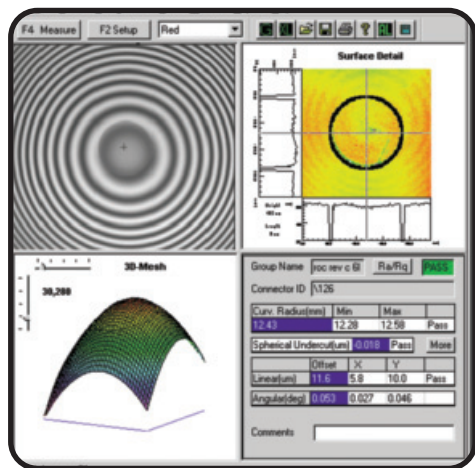 F4 Measure F2 Setup Red
Surface Detail
Height
Length
3D-Mesh
30,200
Group Name roc rev c 6l Ra/Rq PASS
Connector ID \126
Curv. Radius(mm) Min Max
12.43 12.28 12.58 Pass
Spherical Undercut(um) -0.018 Pass More
Offset X Y
Linear(um) 11.6 5.8 10.0 Pass
Angular(deg) 0.053 0.027 0.046
Comments